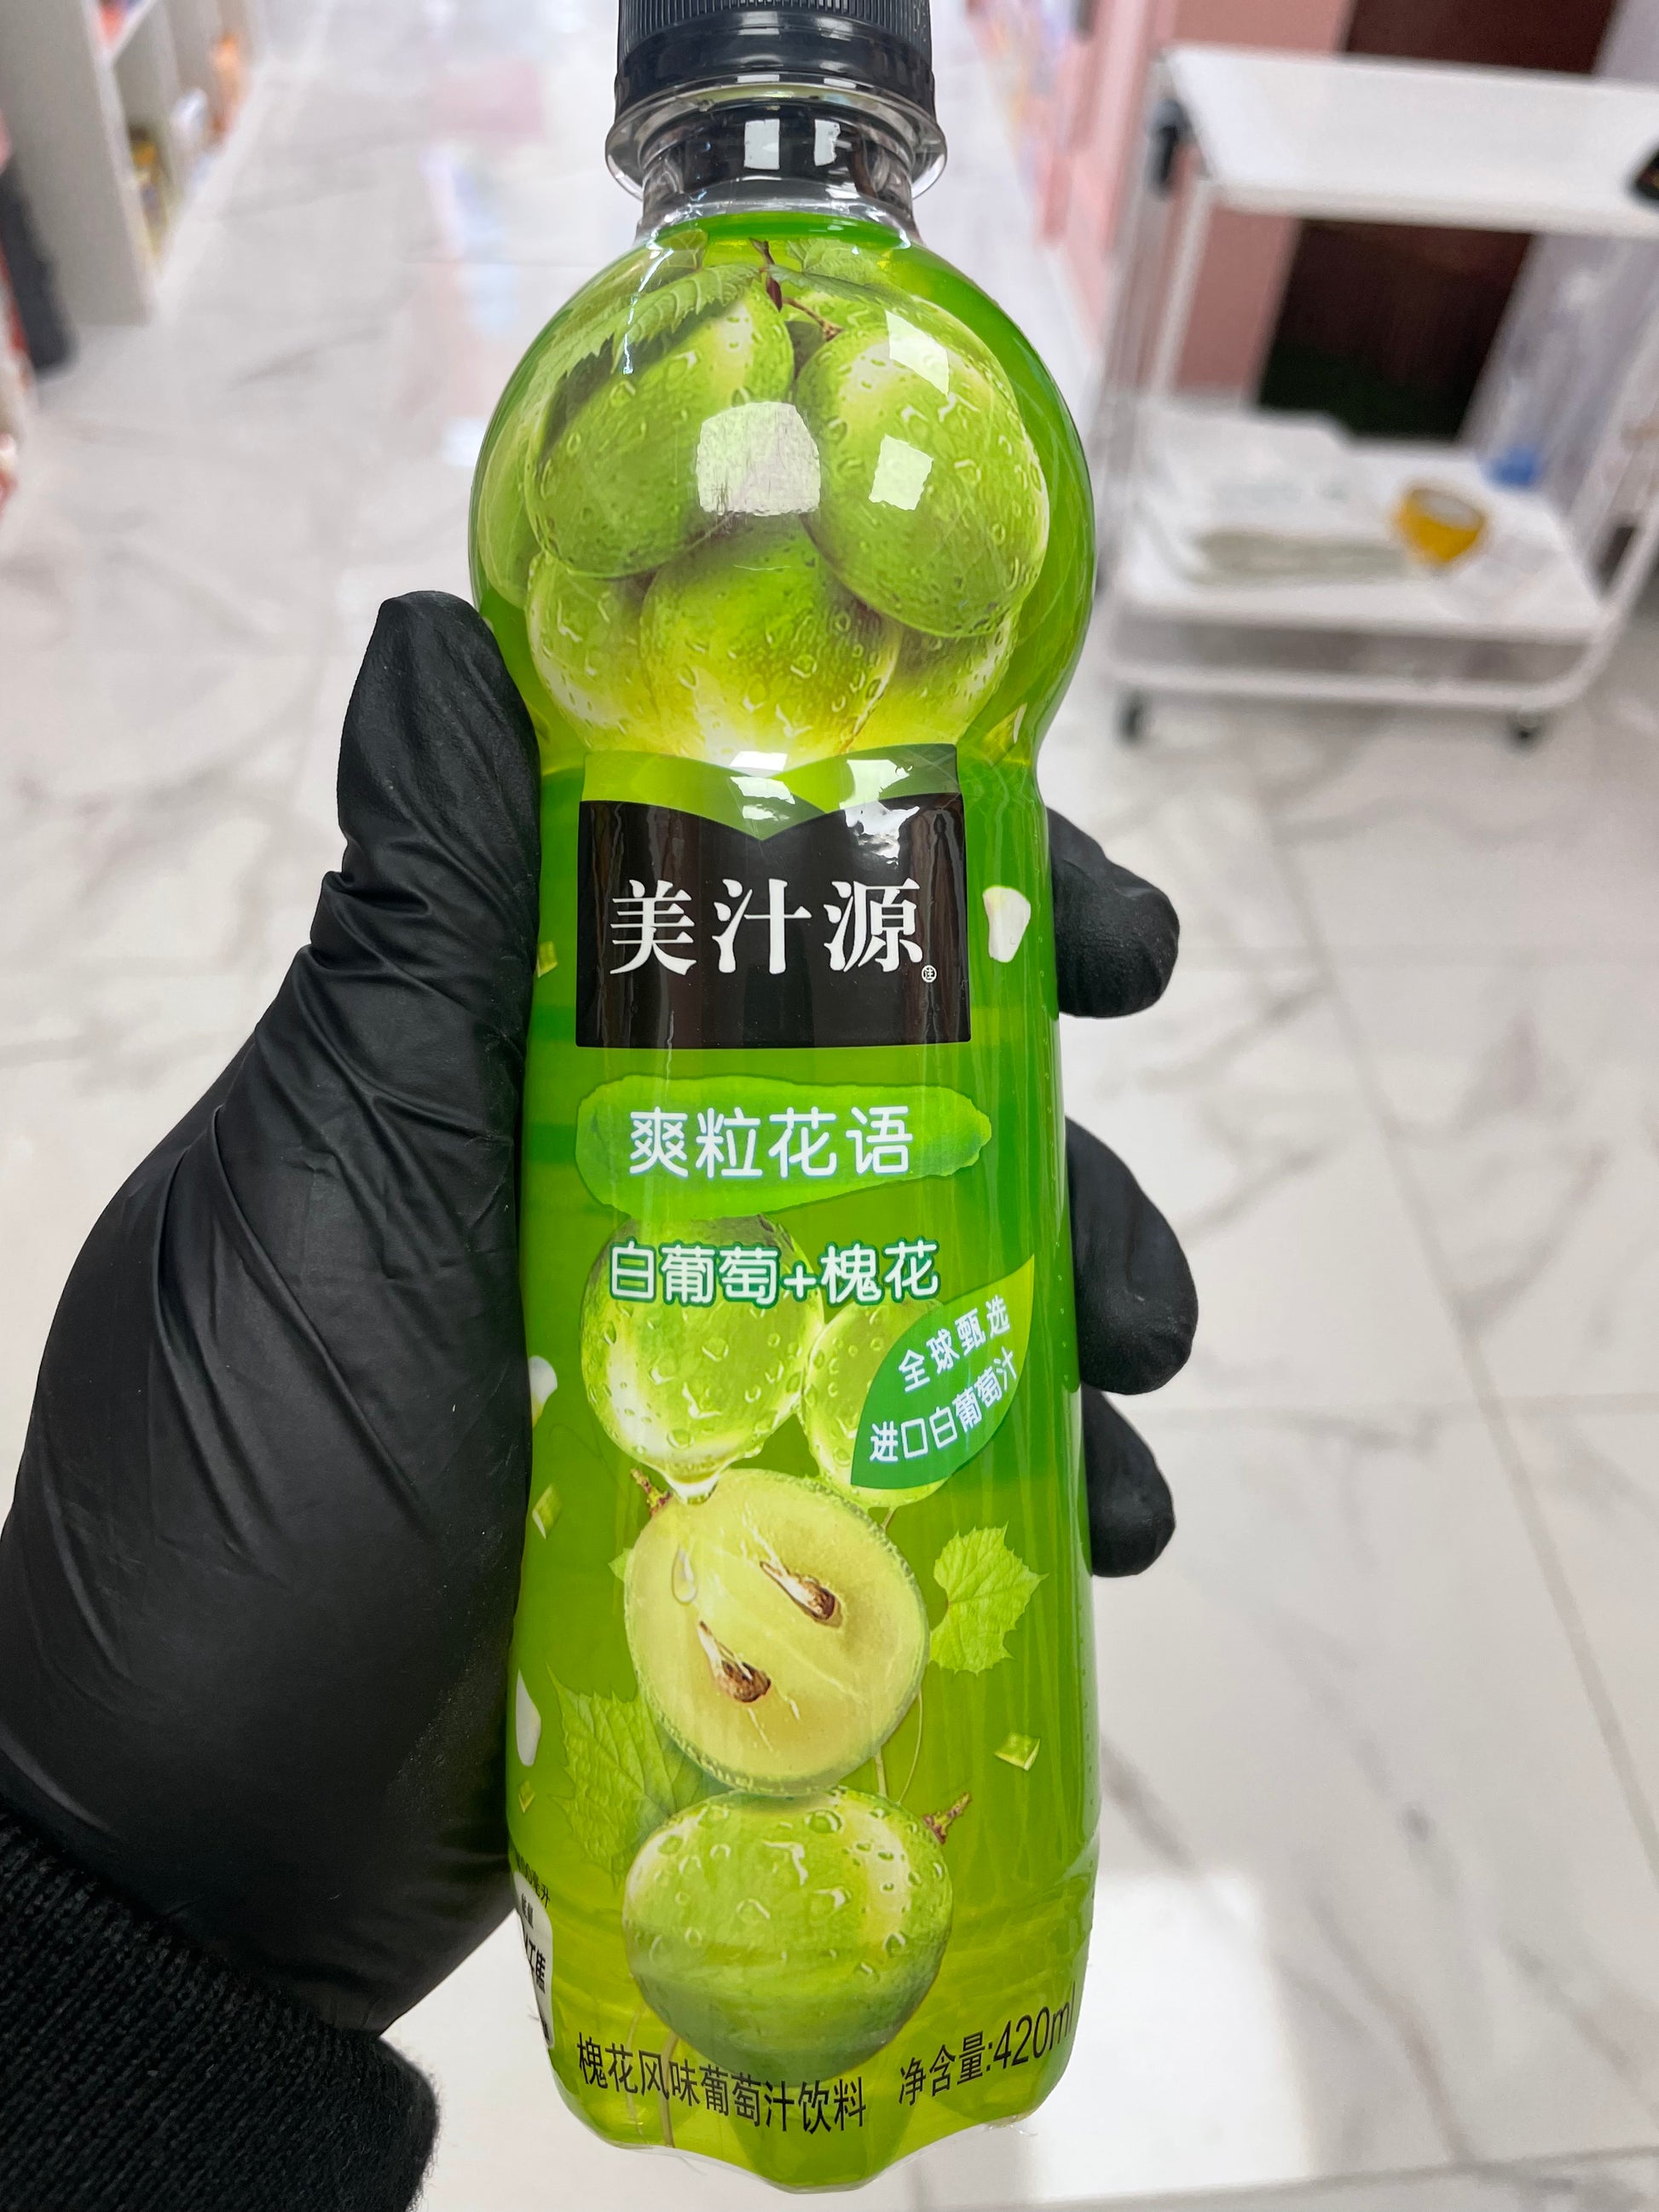 美汁源
爽粒花语
白葡萄+槐花
全球甄选
进口白葡萄汁
槐花风味葡萄汁饮料 净含量:420ml